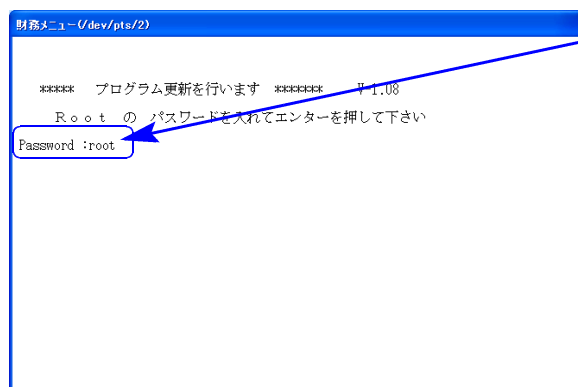 財務メニュー(/dev/pts/2)
***** プログラム更新を行います ******* V-1.08
Ｒｏｏｔ の パスワードを入れてエンターを押して下さい
Password :root